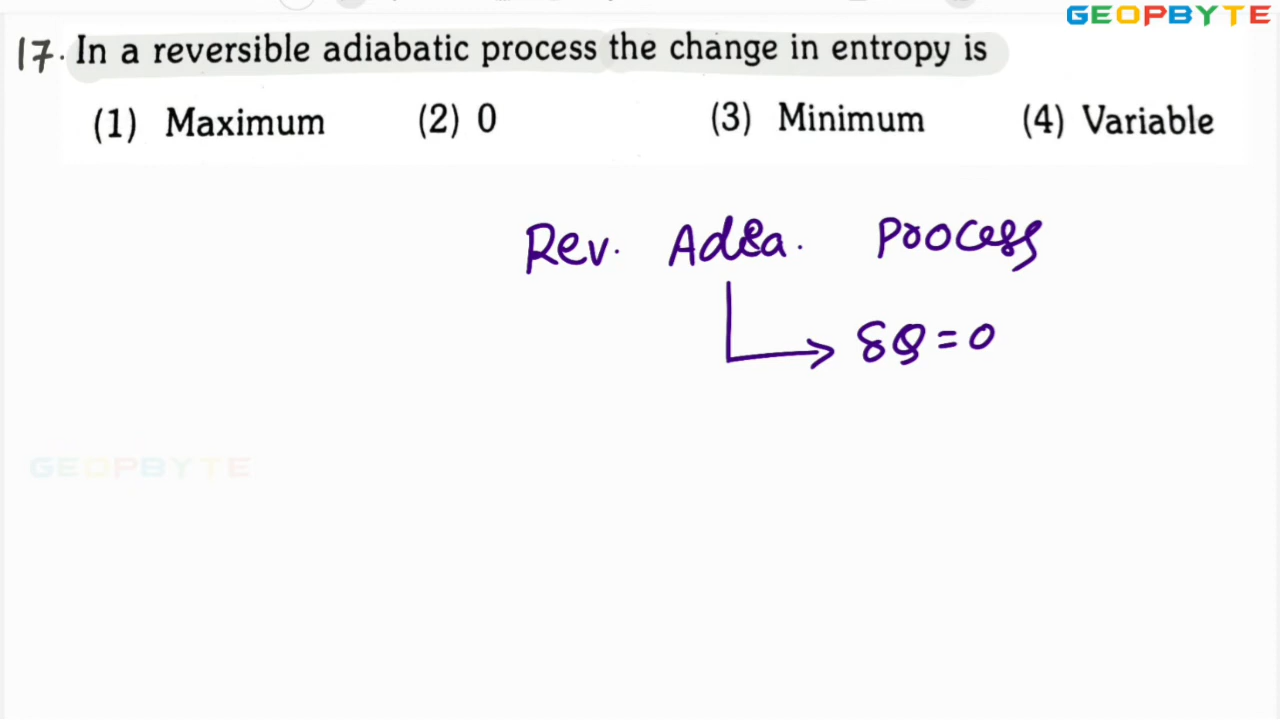 GEOPBYTE
17. In a reversible adiabatic process the change in entropy is
(1) Maximum (2) 0 (3) Minimum (4) Variable
Rev. Adia. Process
δQ = 0
GEOPBYTE